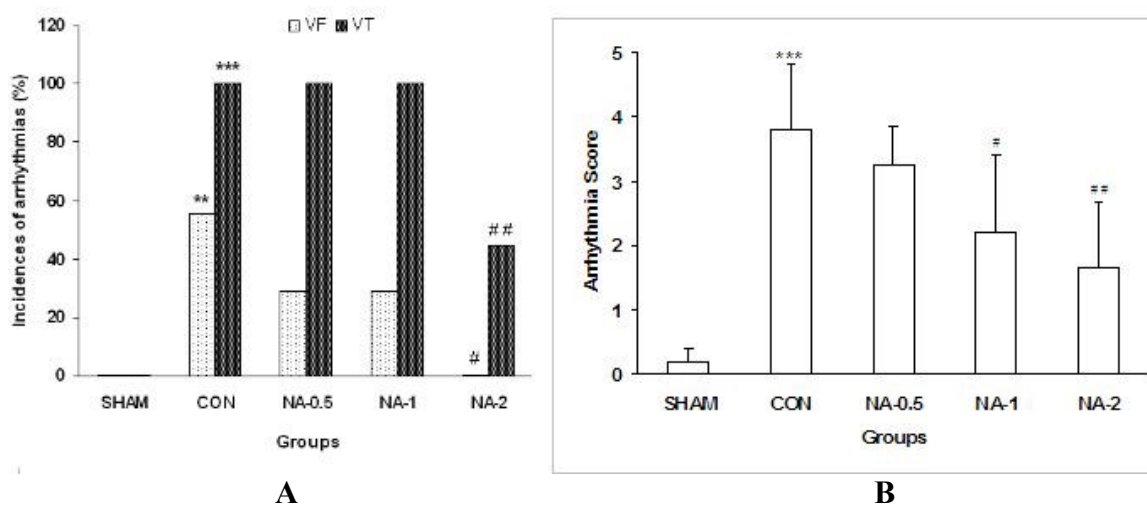 VF VT
Incidences of arrhythmias (%)
120
100
80
60
40
20
0
***
**
##
#
SHAM CON NA-0.5 NA-1 NA-2
Groups
A
Arrhythmia Score
5
4
3
2
1
0
***
#
##
SHAM CON NA-0.5 NA-1 NA-2
Groups
B